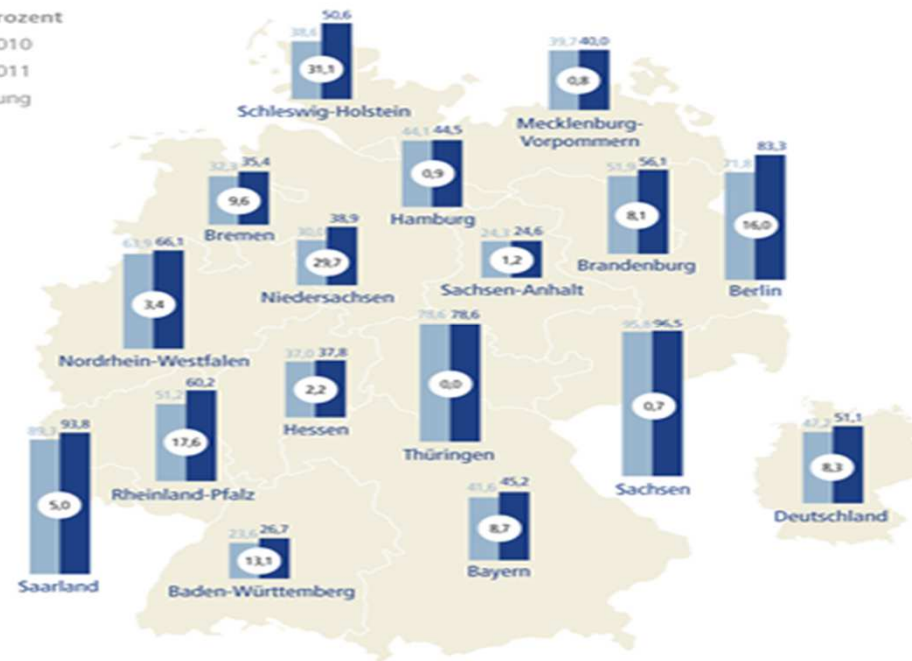 rozent
010
011
ung
38,6 50,6
31,1
Schleswig-Holstein
39,7 40,0
0,8
Mecklenburg-
Vorpommern
44,1 44,5
0,9
Hamburg
32,3 35,4
9,6
Bremen
51,9 56,1
8,1
Brandenburg
71,8 83,3
16,0
Berlin
30,0 38,9
29,7
Niedersachsen
24,3 24,6
1,2
Sachsen-Anhalt
63,9 66,1
3,4
Nordrhein-Westfalen
37,0 37,8
2,2
Hessen
78,6 78,6
0,0
Thüringen
95,8 96,5
0,7
Sachsen
51,2 60,2
17,6
Rheinland-Pfalz
89,3 93,8
5,0
Saarland
23,6 26,7
13,1
Baden-Württemberg
41,6 45,2
8,7
Bayern
47,2 51,1
8,3
Deutschland